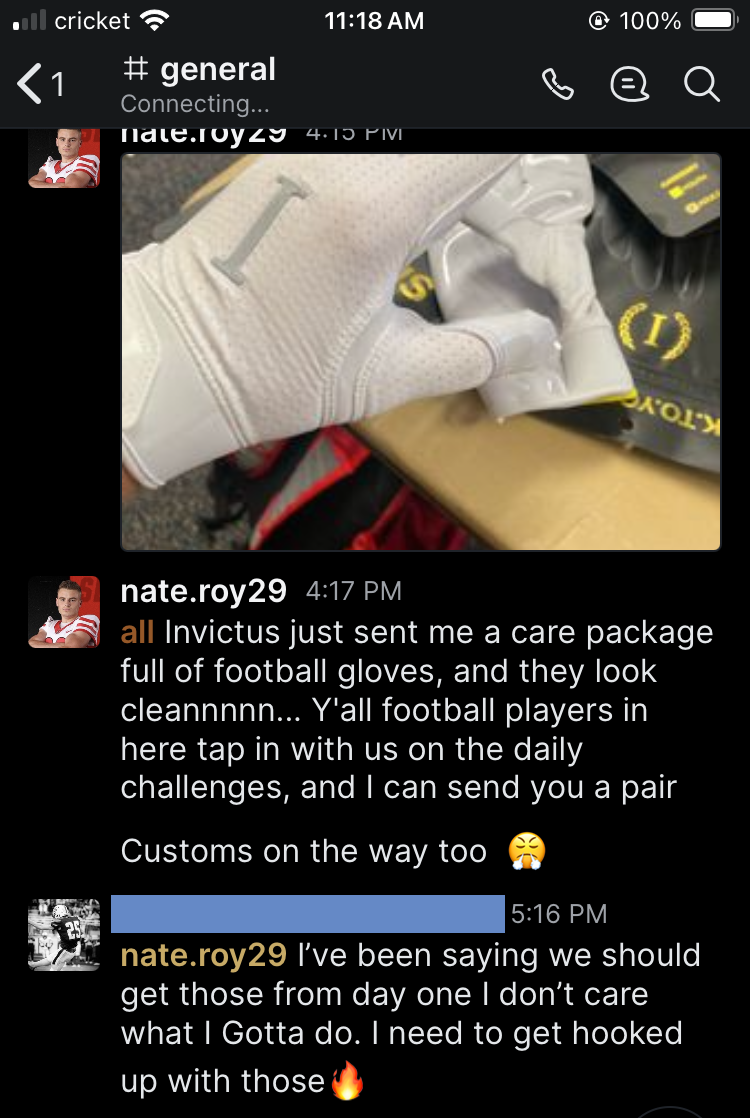 cricket 11:18 AM 100%
1 # general
Connecting...
nate.roy29 4:15 PM
I
I
nate.roy29 4:17 PM
all Invictus just sent me a care package
full of football gloves, and they look
cleannnnn... Y'all football players in
here tap in with us on the daily
challenges, and I can send you a pair
Customs on the way too 😤
5:16 PM
nate.roy29 I’ve been saying we should
get those from day one I don’t care
what I Gotta do. I need to get hooked
up with those🔥